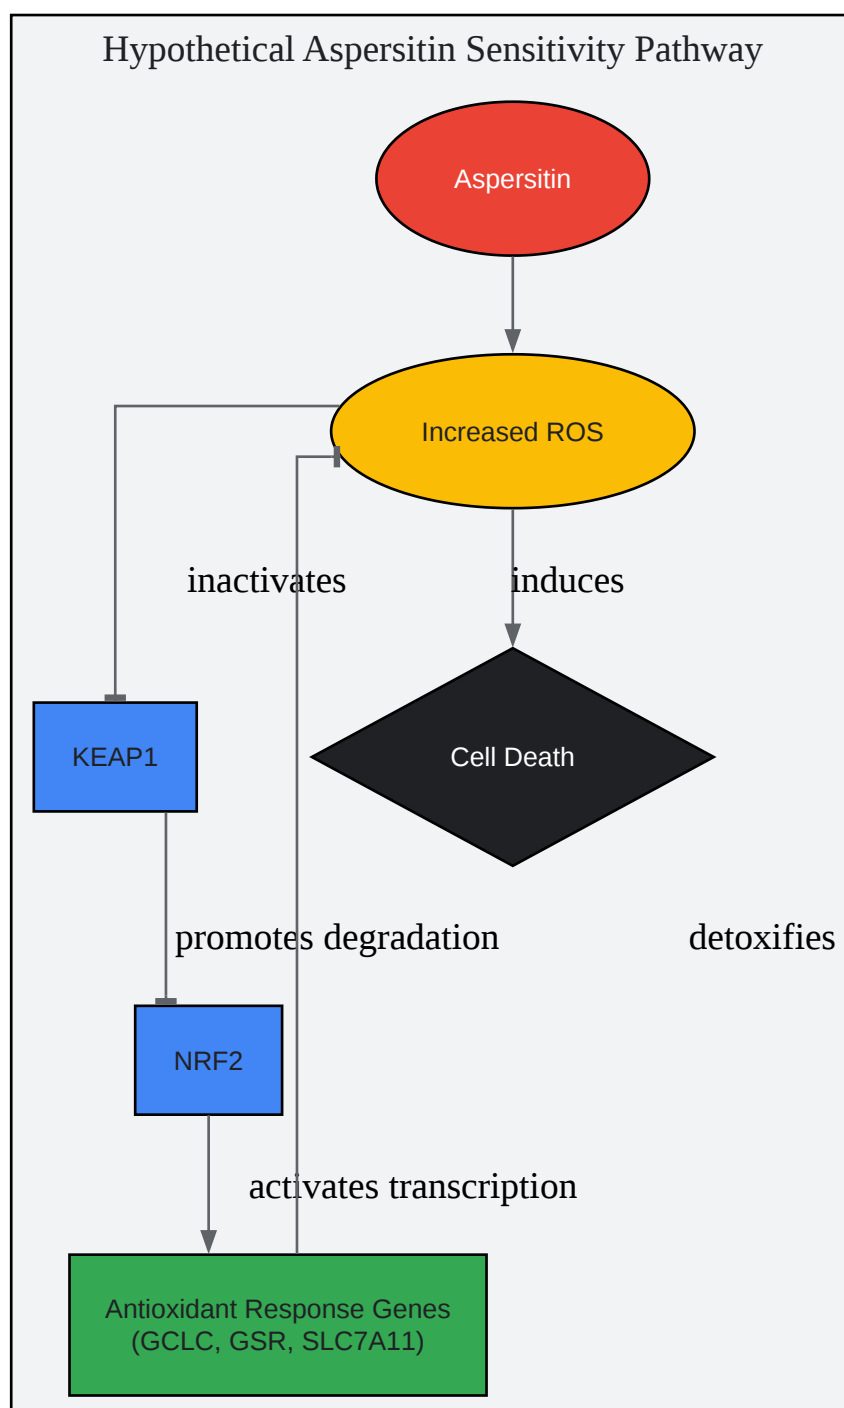 Hypothetical Aspersitin Sensitivity Pathway
Aspersitin
Increased ROS
inactivates
induces
KEAP1
Cell Death
promotes degradation
detoxifies
NRF2
activates transcription
Antioxidant Response Genes
(GCLC, GSR, SLC7A11)